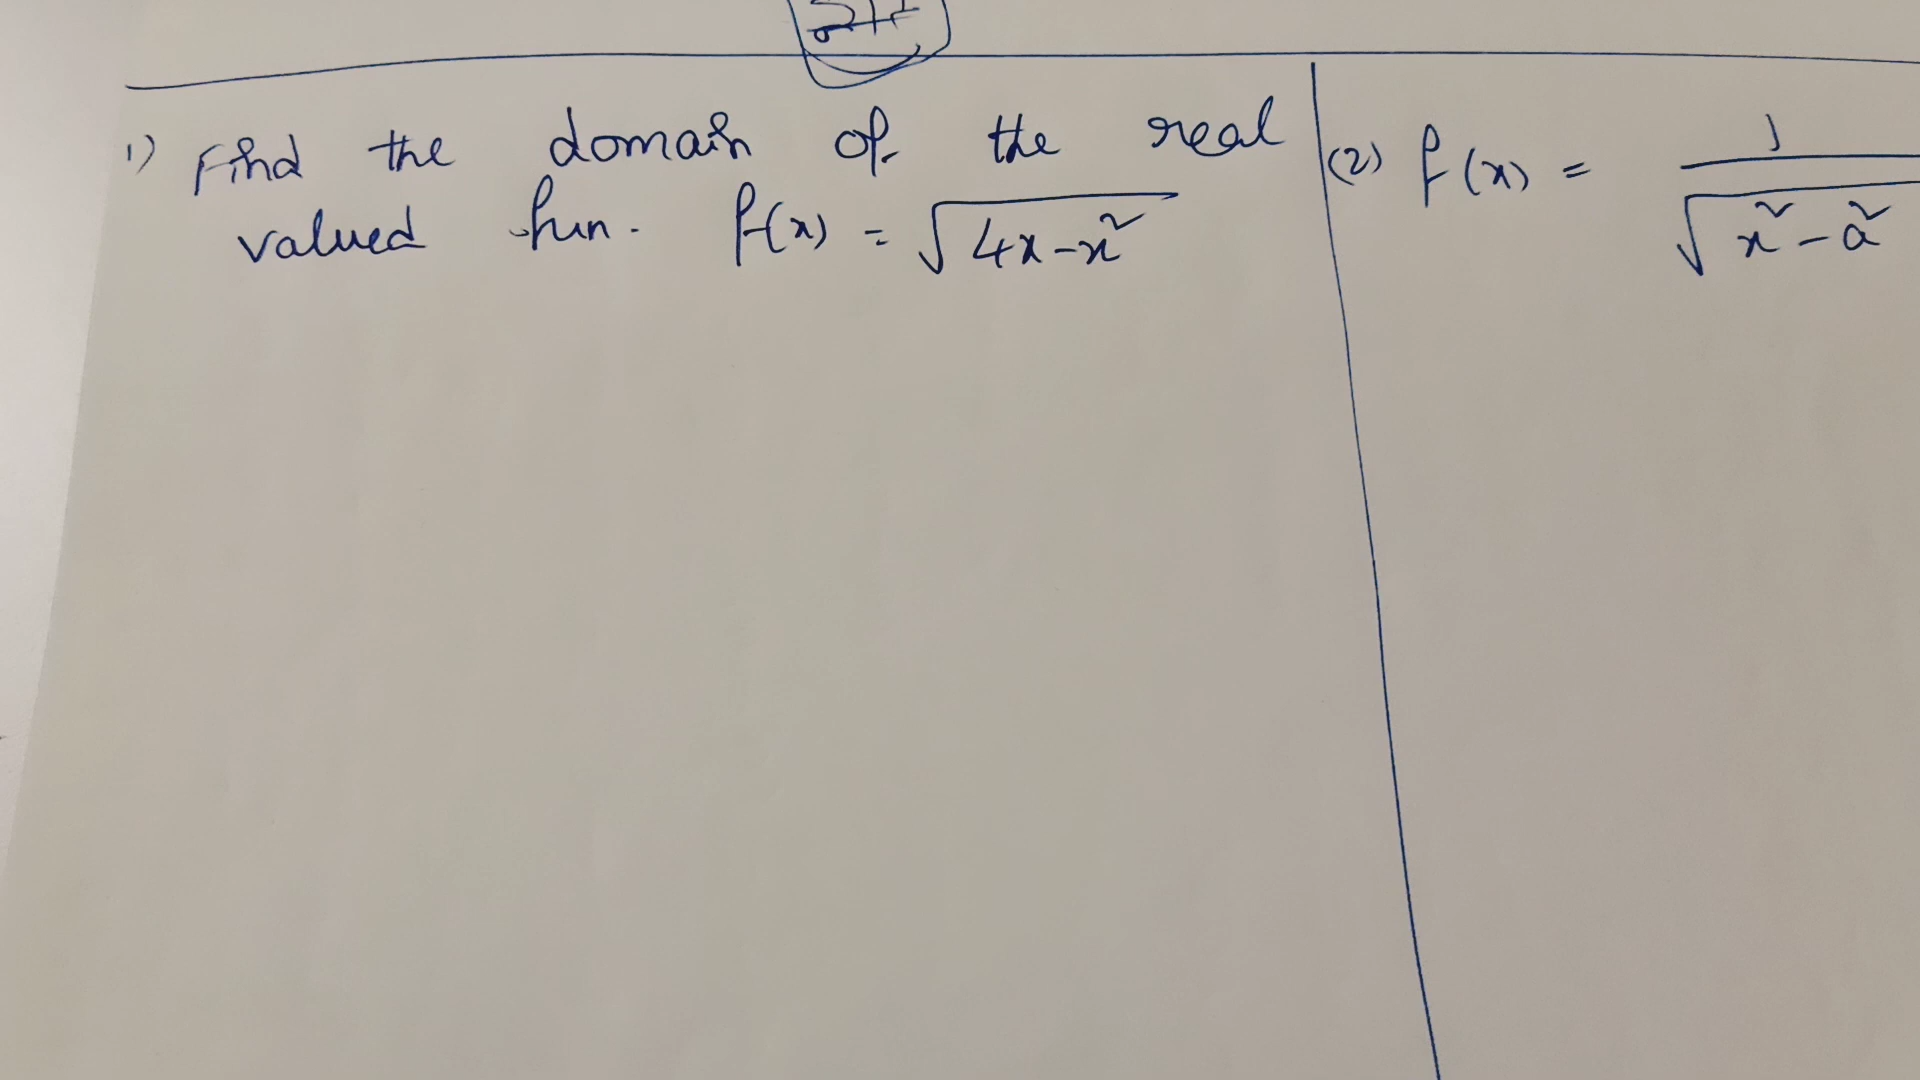 1) Find the domain of the real
valued fun. f(x) = √4x-x²
(2) f(x) = 1
√x²-a²